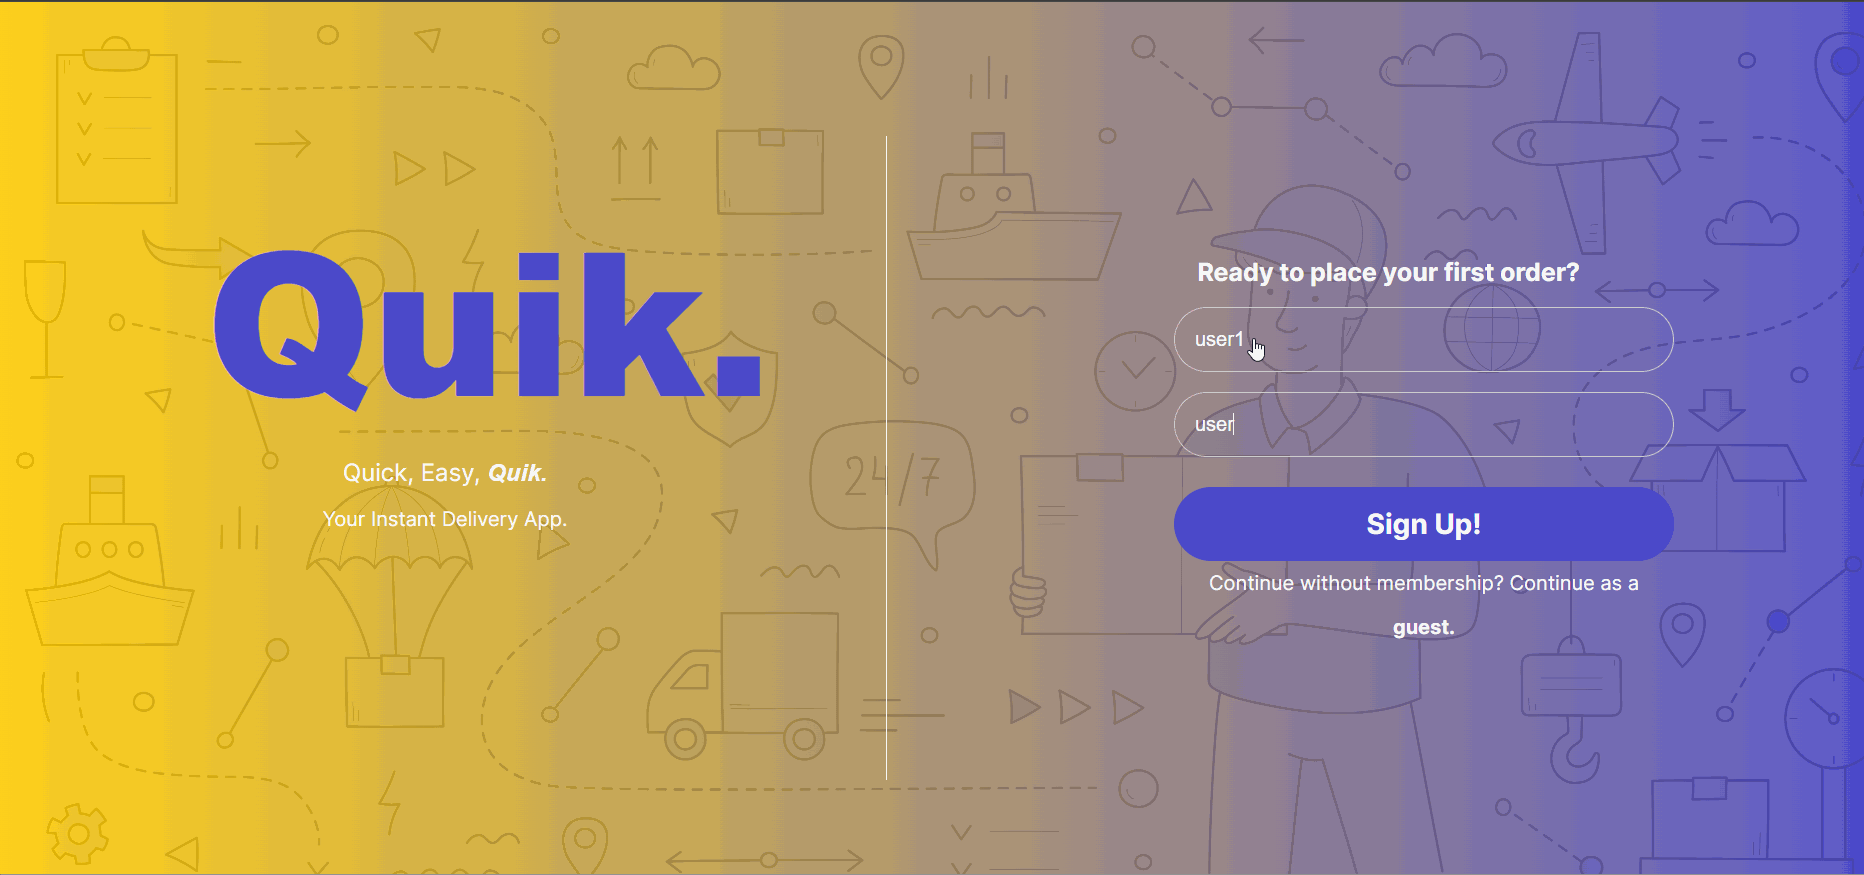 Quik.
Quick, Easy, Quik.
Your Instant Delivery App.
24/7
Ready to place your first order?
user1
user
Sign Up!
Continue without membership? Continue as a
guest.